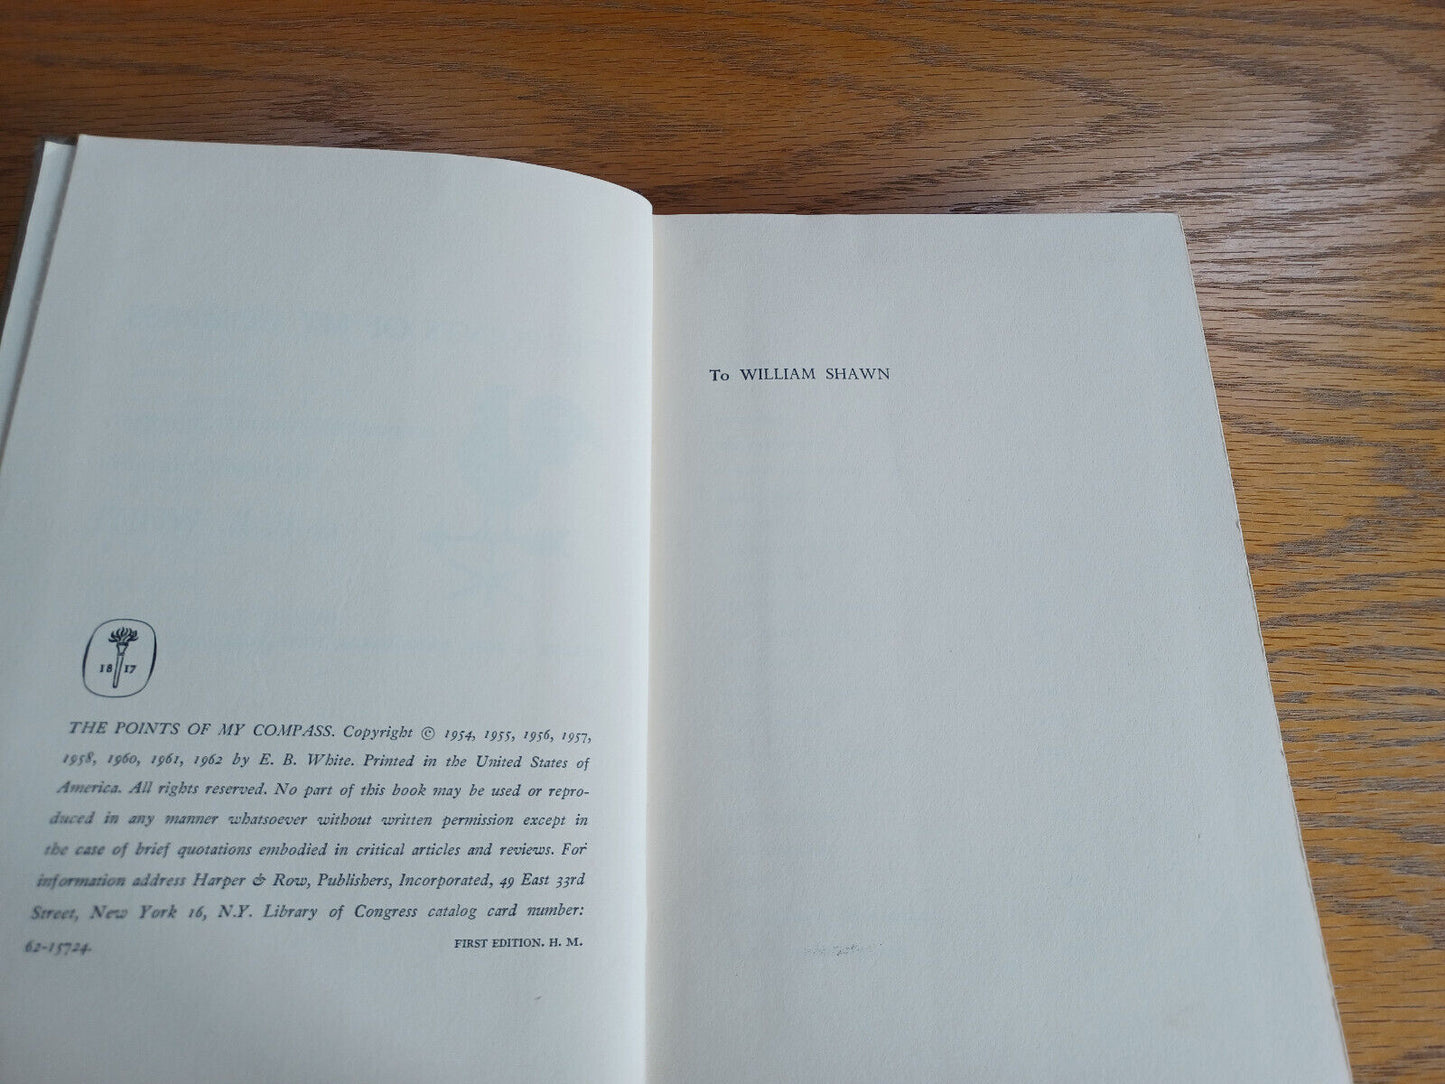 18 17
THE POINTS OF MY COMPASS. Copyright © 1954, 1955, 1956, 1957,
1958, 1960, 1961, 1962 by E. B. White. Printed in the United States of
America. All rights reserved. No part of this book may be used or repro-
duced in any manner whatsoever without written permission except in
the case of brief quotations embodied in critical articles and reviews. For
information address Harper & Row, Publishers, Incorporated, 49 East 33rd
Street, New York 16, N.Y. Library of Congress catalog card number:
62-15724. FIRST EDITION. H. M.
To WILLIAM SHAWN